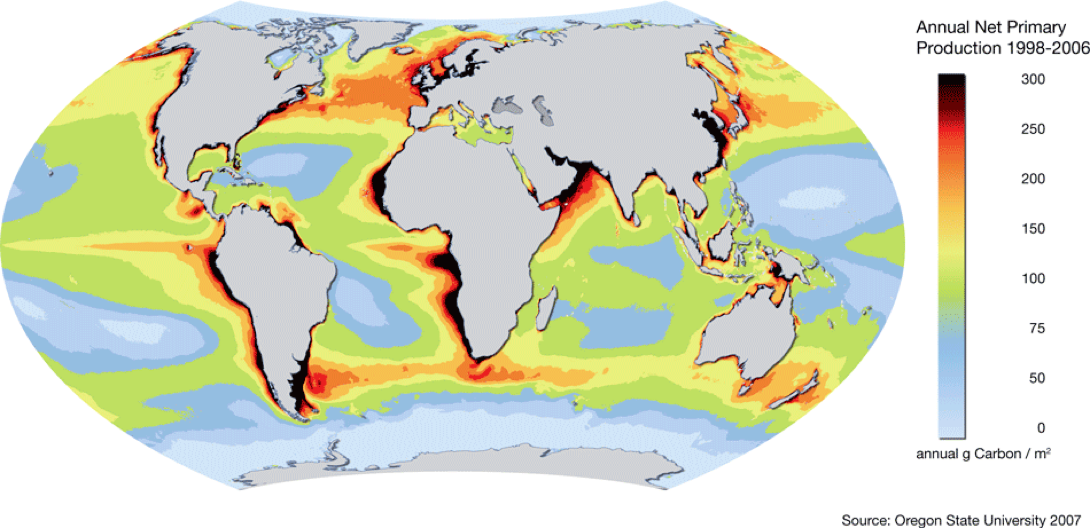 Annual Net Primary
Production 1998-2006
300
250
200
150
100
75
50
0
annual g Carbon / m²
Source: Oregon State University 2007